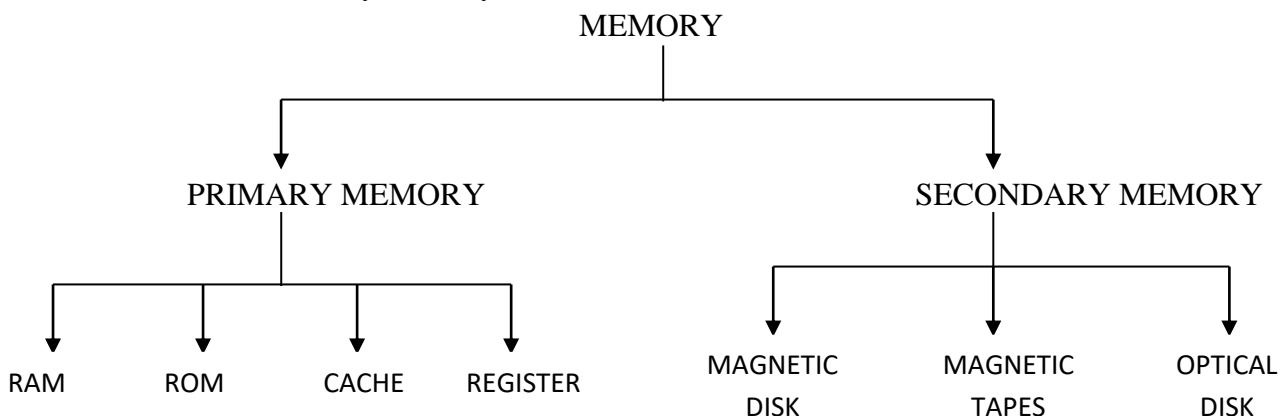 MEMORY
PRIMARY MEMORY SECONDARY MEMORY
RAM ROM CACHE REGISTER
MAGNETIC DISK
MAGNETIC TAPES
OPTICAL DISK